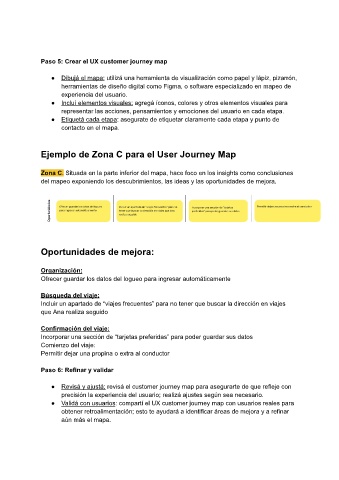 Paso 5: Crear el UX customer journey map
● Dibujá el mapa: utilizá una herramienta de visualización como papel y lápiz, pizarrón,
herramientas de diseño digital como Figma, o software especializado en mapeo de
experiencia del usuario.
● Incluí elementos visuales: agregá íconos, colores y otros elementos visuales para
representar las acciones, pensamientos y emociones del usuario en cada etapa.
● Etiquetá cada etapa: asegurate de etiquetar claramente cada etapa y punto de
contacto en el mapa.
Ejemplo de Zona C para el User Journey Map
Zona C. Situada en la parte inferior del mapa, haco foco en los insights como conclusiones
del mapeo exponiendo los descubrimientos, las ideas y las oportunidades de mejora.
Oportunidades
Oportunidades de mejora:
Organización:
Ofrecer guardar los datos del logueo para ingresar automáticamente
Búsqueda del viaje:
Incluir un apartado de “viajes frecuentes” para no tener que buscar la dirección en viajes
que Ana realiza seguido
Confirmación del viaje:
Incorporar una sección de “tarjetas preferidas” para poder guardar sus datos
Comienzo del viaje:
Permitir dejar una propina o extra al conductor
Paso 6: Refinar y validar
● Revisá y ajustá: revisá el customer journey map para asegurarte de que refleje con
precisión la experiencia del usuario; realizá ajustes según sea necesario.
● Validá con usuarios: compartí el UX customer journey map con usuarios reales para
obtener retroalimentación; esto te ayudará a identificar áreas de mejora y a refinar
aún más el mapa.